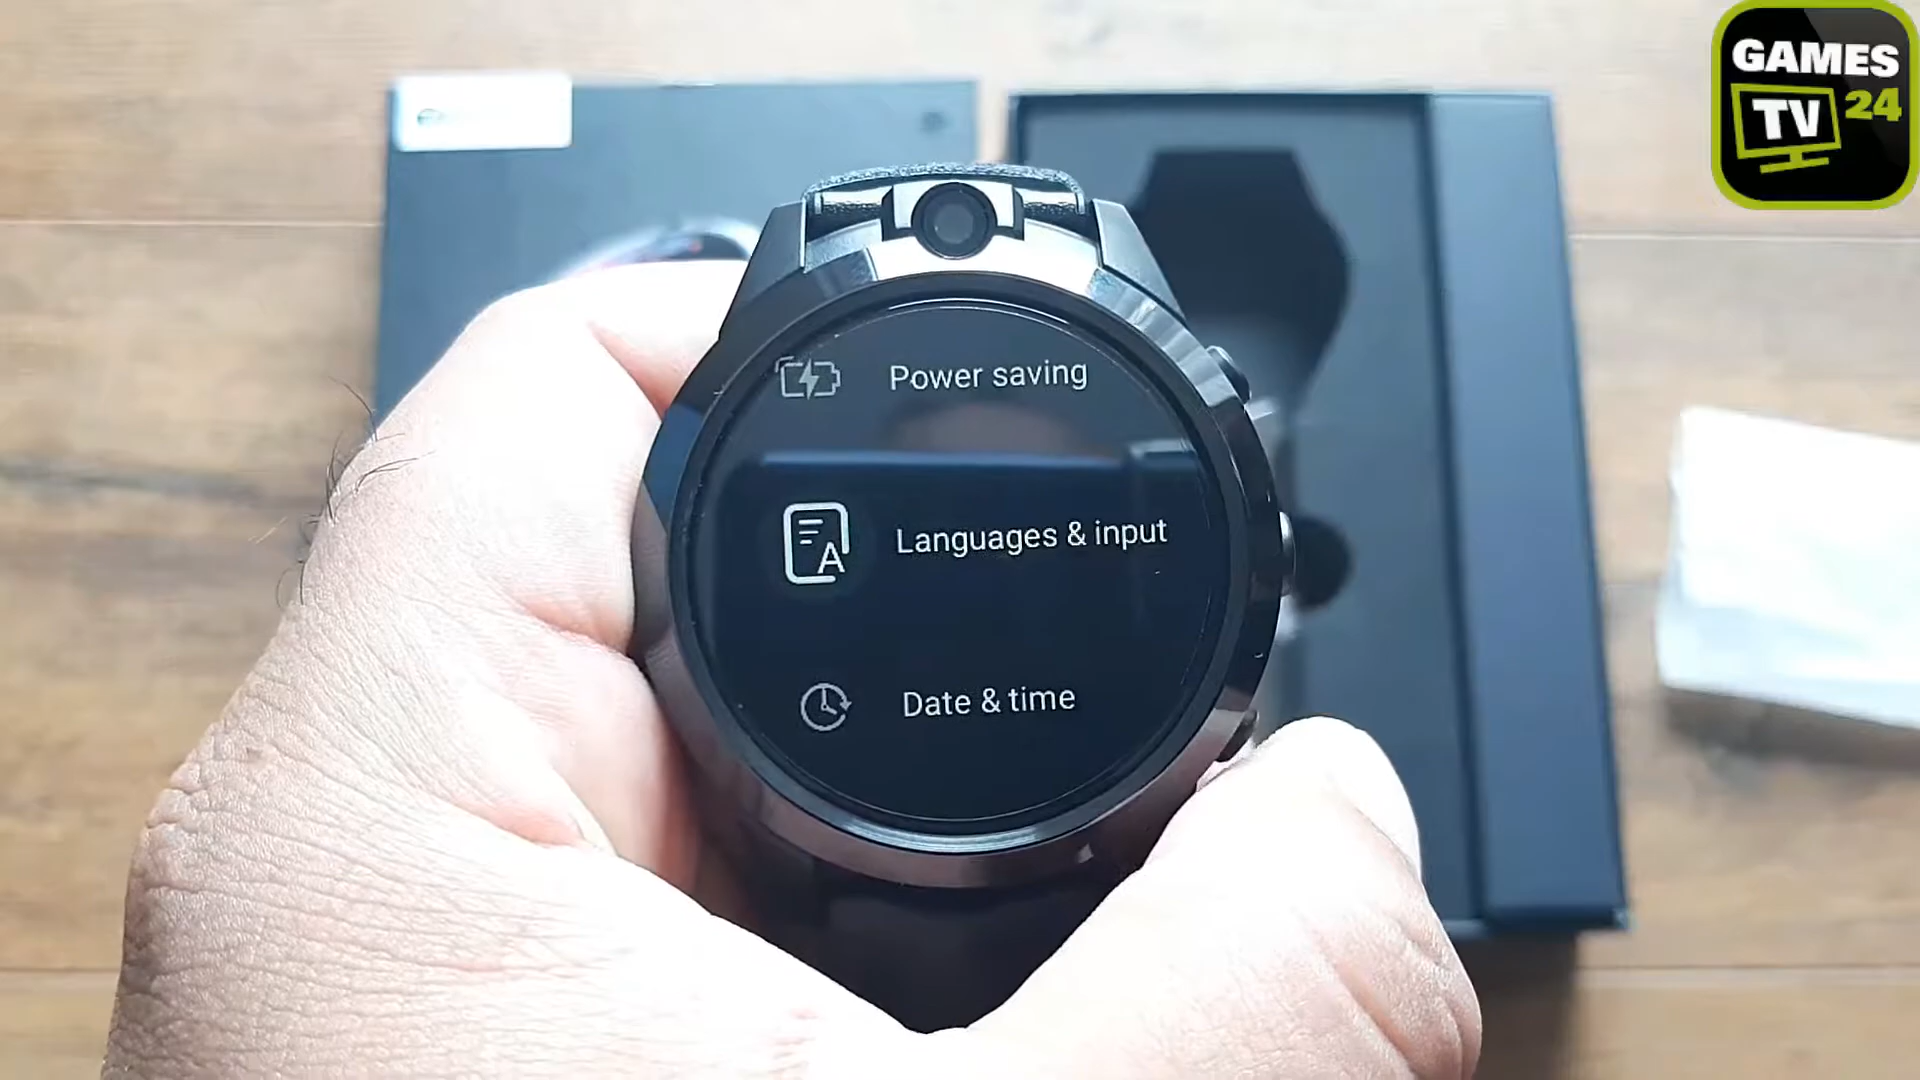 GAMES
TV 24
Power saving
Languages & input
Date & time